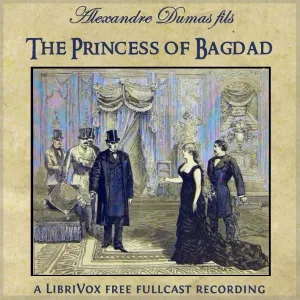 Alexandre Dumas fils
THE PRINCESS OF BAGDAD
a LIBRIVOX FREE FULLCAST RECORDING